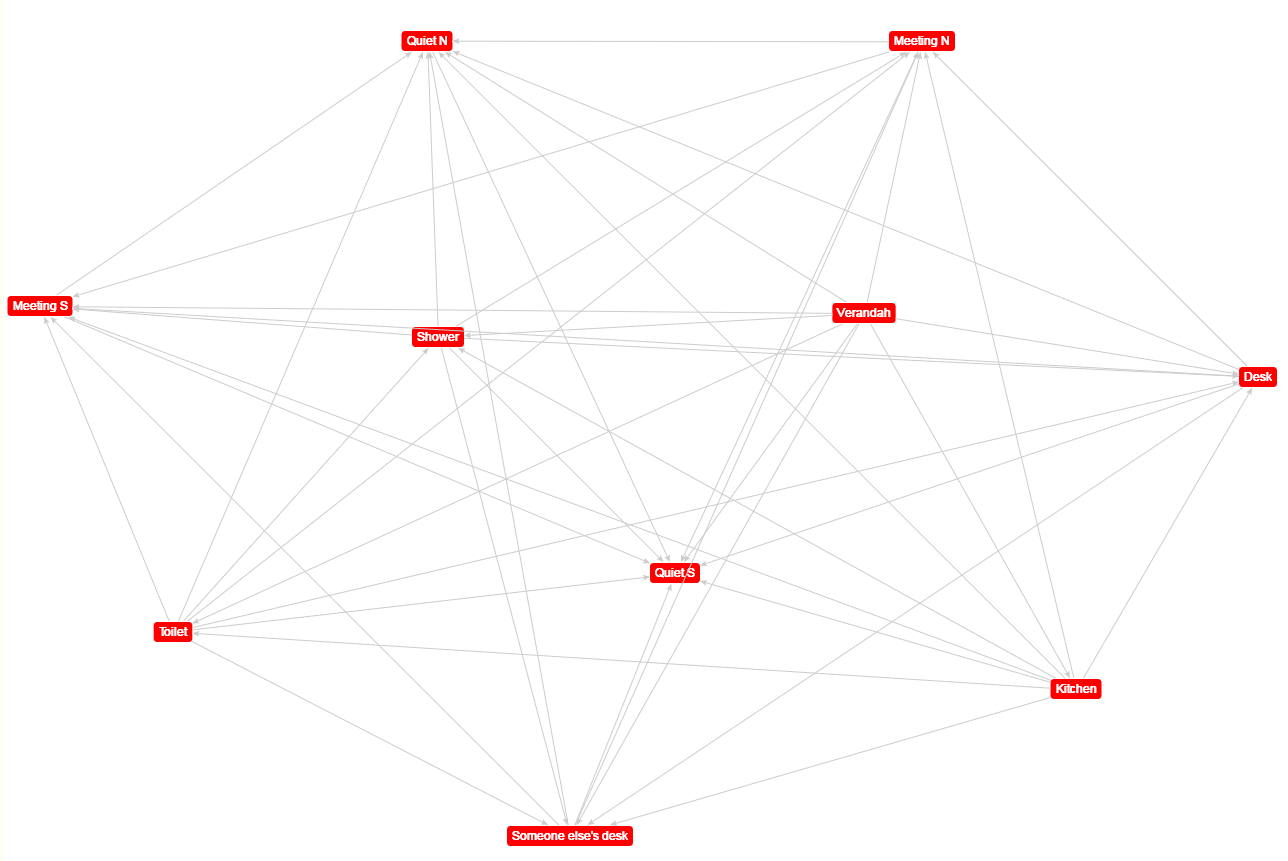 Quiet N
Meeting N
Meeting S
Verandah
Shower
Desk
Quiet S
Toilet
Kitchen
Someone else's desk